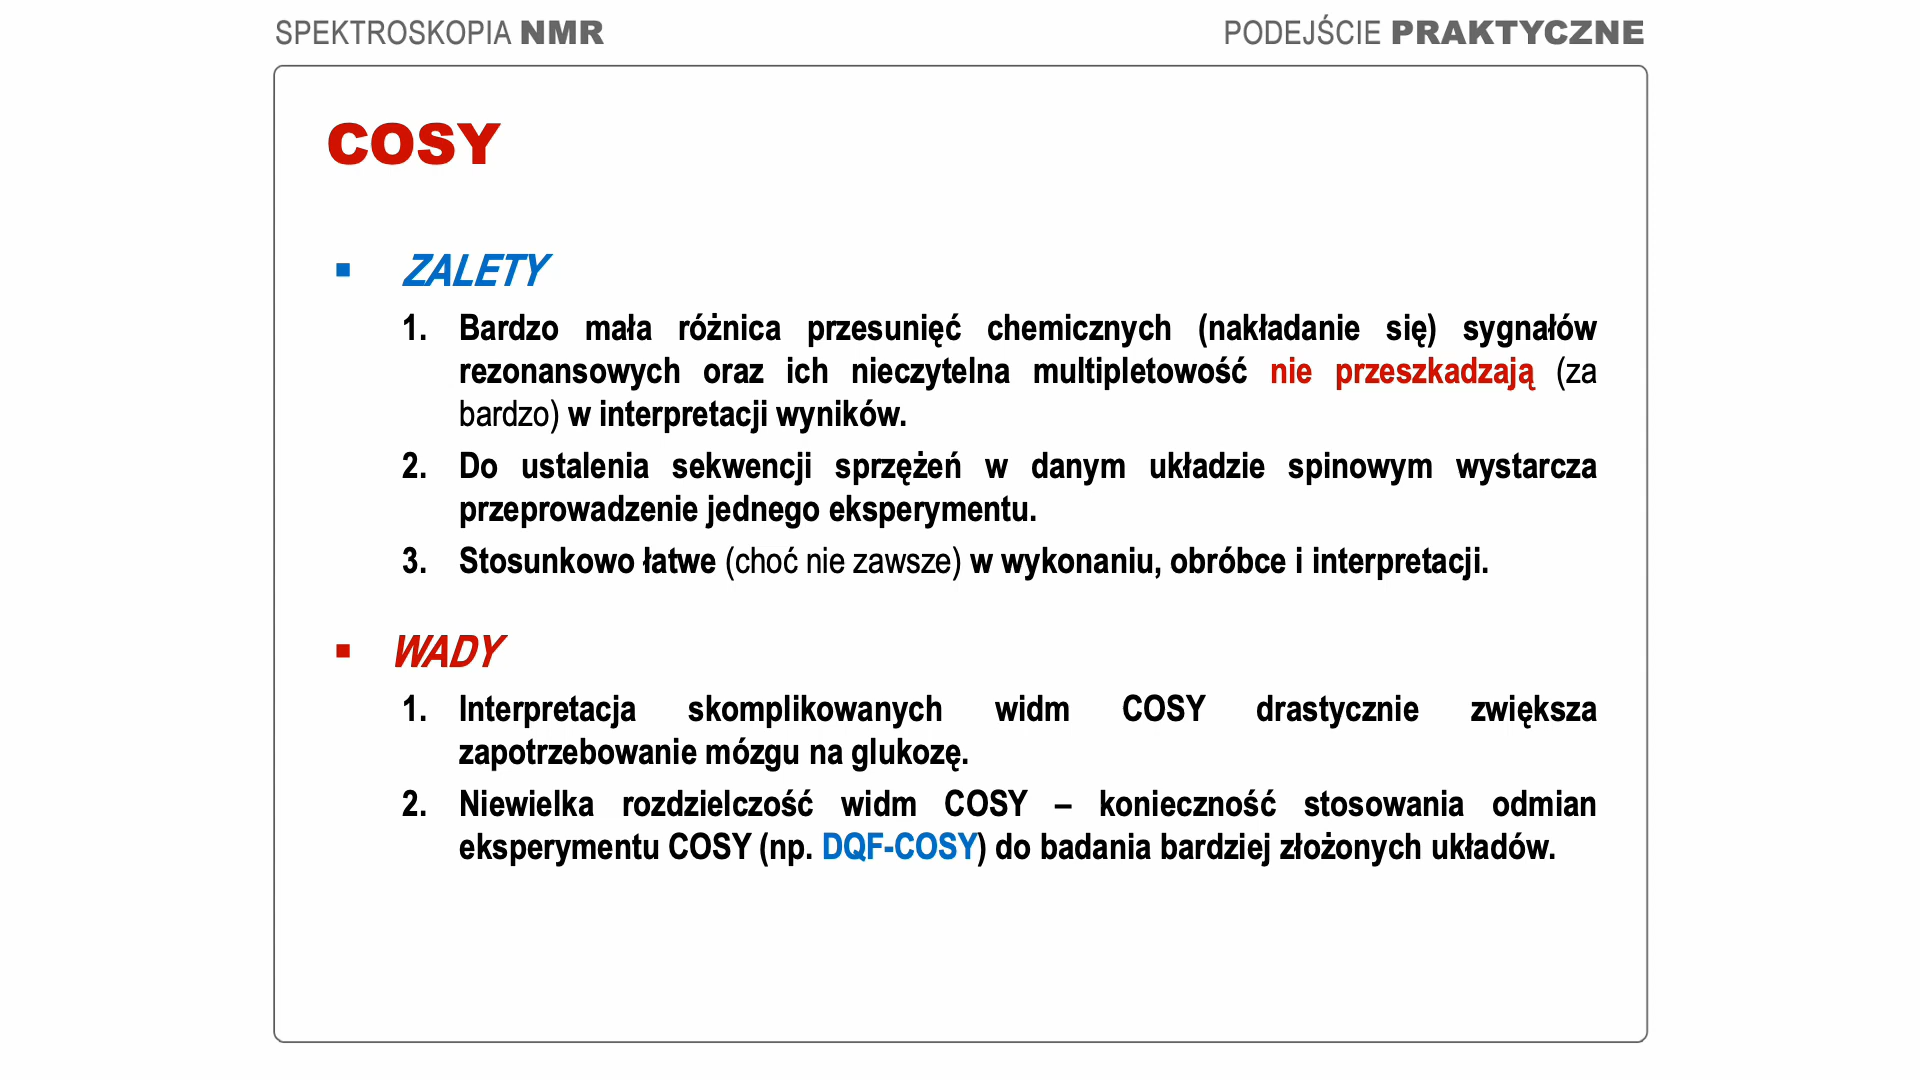 SPEKTROSKOPIA NMR
PODEJŚCIE PRAKTYCZNE
COSY
▪ ZALETY
1. Bardzo mała różnica przesunięć chemicznych (nakładanie się) sygnałów
rezonansowych oraz ich nieczytelna multipletowość nie przeszkadzają (za
bardzo) w interpretacji wyników.
2. Do ustalenia sekwencji sprzężeń w danym układzie spinowym wystarcza
przeprowadzenie jednego eksperymentu.
3. Stosunkowo łatwe (choć nie zawsze) w wykonaniu, obróbce i interpretacji.
▪ WADY
1. Interpretacja skomplikowanych widm COSY drastycznie zwiększa
zapotrzebowanie mózgu na glukozę.
2. Niewielka rozdzielczość widm COSY – konieczność stosowania odmian
eksperymentu COSY (np. DQF-COSY) do badania bardziej złożonych układów.